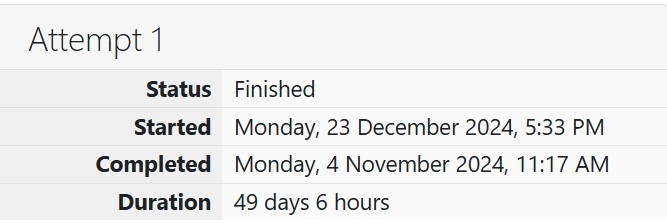 Attempt 1
Status Finished
Started Monday, 23 December 2024, 5:33 PM
Completed Monday, 4 November 2024, 11:17 AM
Duration 49 days 6 hours